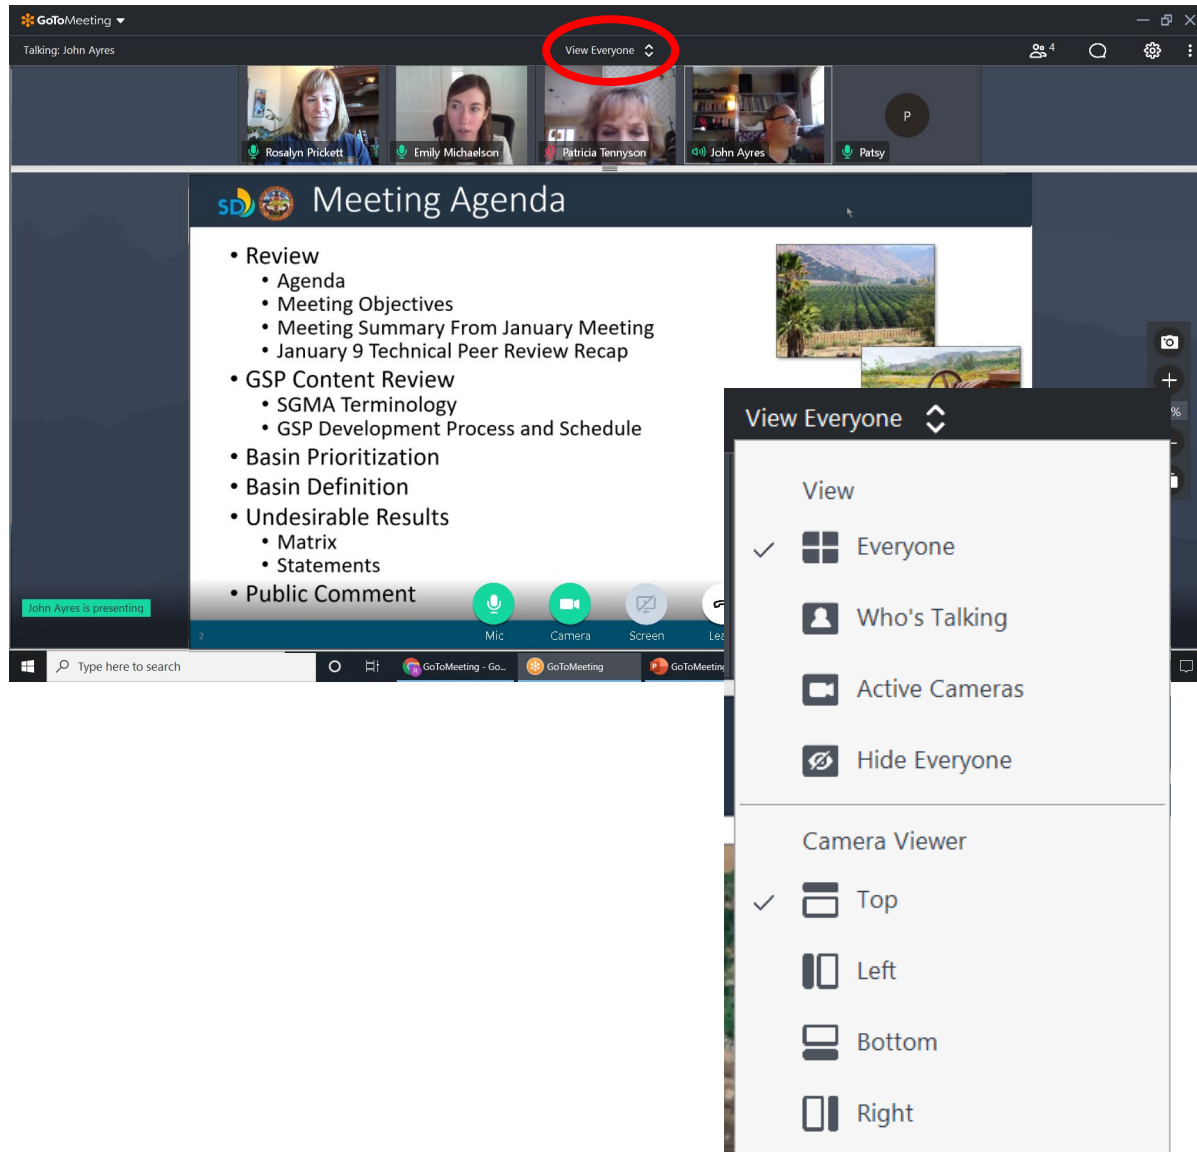 GoToMeeting
Talking: John Ayres
View Everyone
4
Rosalyn Prickett
Emily Michaelson
Patricia Tennyson
John Ayres
P
Patsy
SD
Meeting Agenda
• Review
• Agenda
• Meeting Objectives
• Meeting Summary From January Meeting
• January 9 Technical Peer Review Recap
• GSP Content Review
• SGMA Terminology
• GSP Development Process and Schedule
• Basin Prioritization
• Basin Definition
• Undesirable Results
• Matrix
• Statements
• Public Comment
%
John Ayres is presenting
2
Mic
Camera
Screen
Lea
Type here to search
GoToMeeting - Go...
GoToMeeting
GoToMeeting
View Everyone
View
Everyone
Who's Talking
Active Cameras
Hide Everyone
Camera Viewer
Top
Left
Bottom
Right